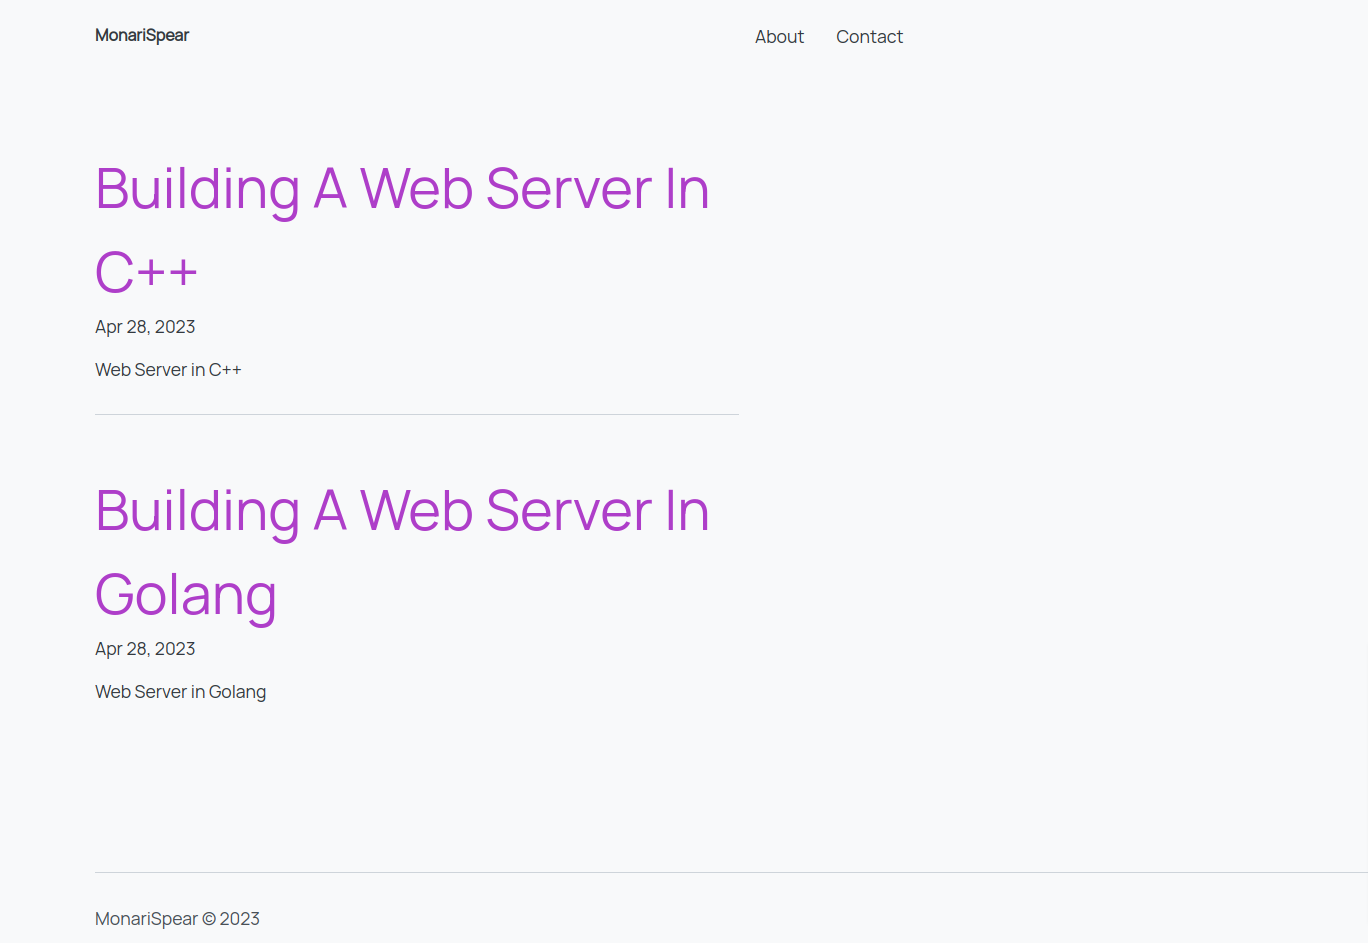 MonariSpear
About Contact
Building A Web Server In
C++
Apr 28, 2023
Web Server in C++
Building A Web Server In
Golang
Apr 28, 2023
Web Server in Golang
MonariSpear © 2023